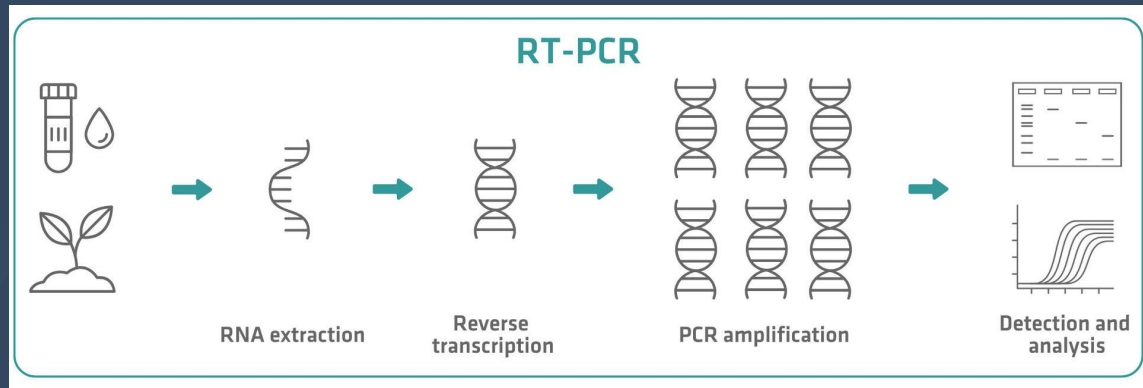 RT-PCR
RNA extraction
Reverse
transcription
PCR amplification
Detection and
analysis